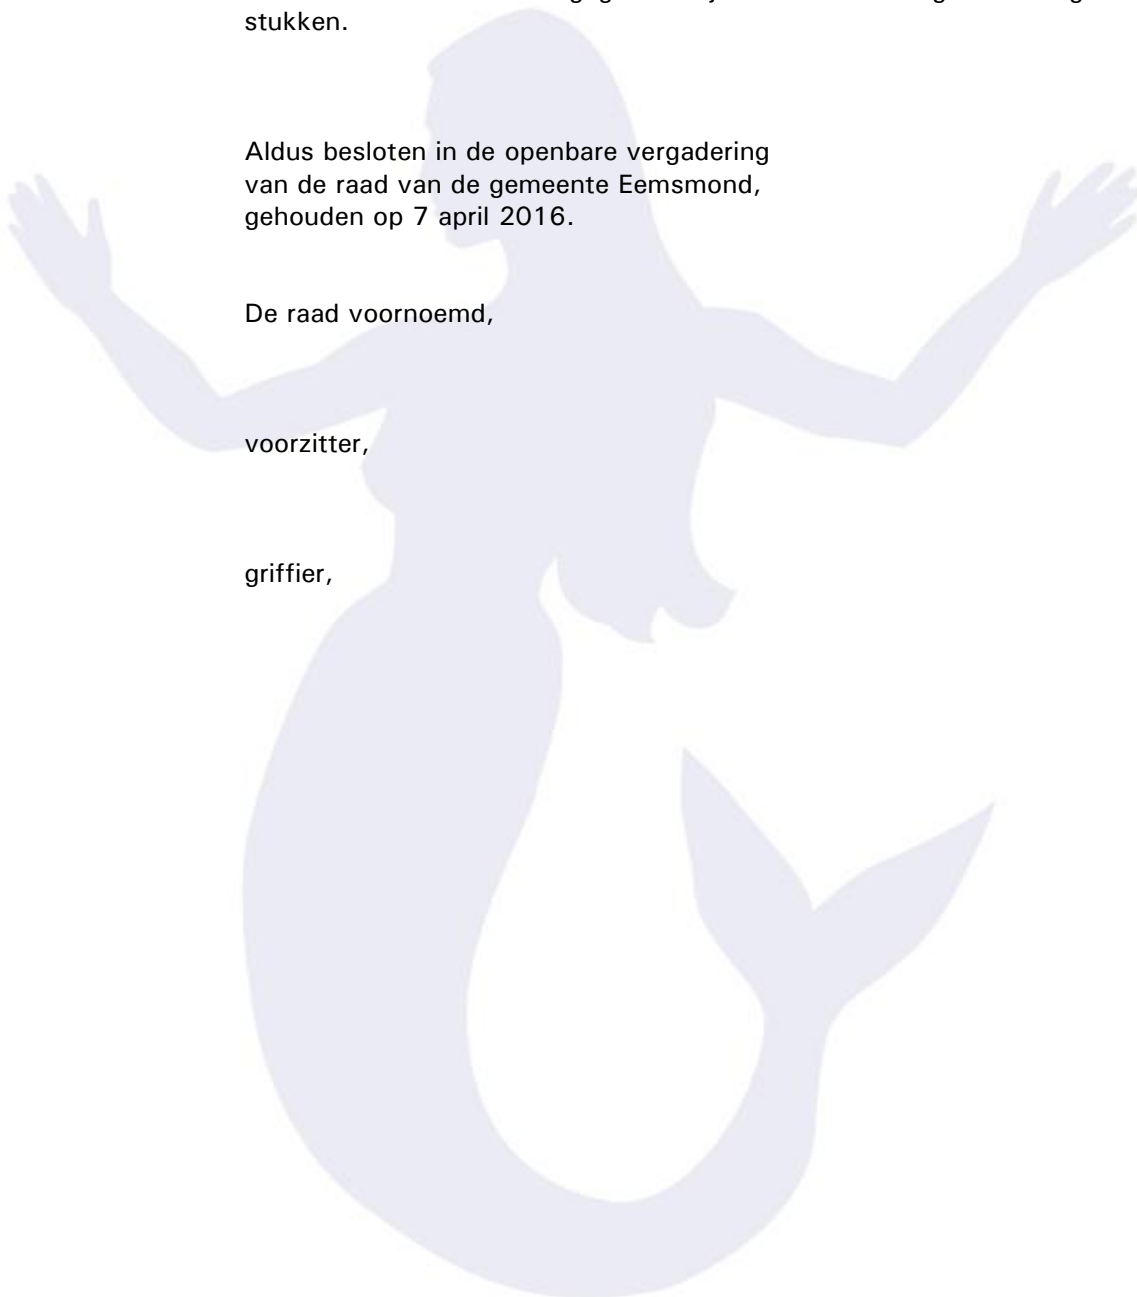 stukken.
Aldus besloten in de openbare vergadering
van de raad van de gemeente Eemsmond,
gehouden op 7 april 2016.
De raad voornoemd,
voorzitter,
griffier,